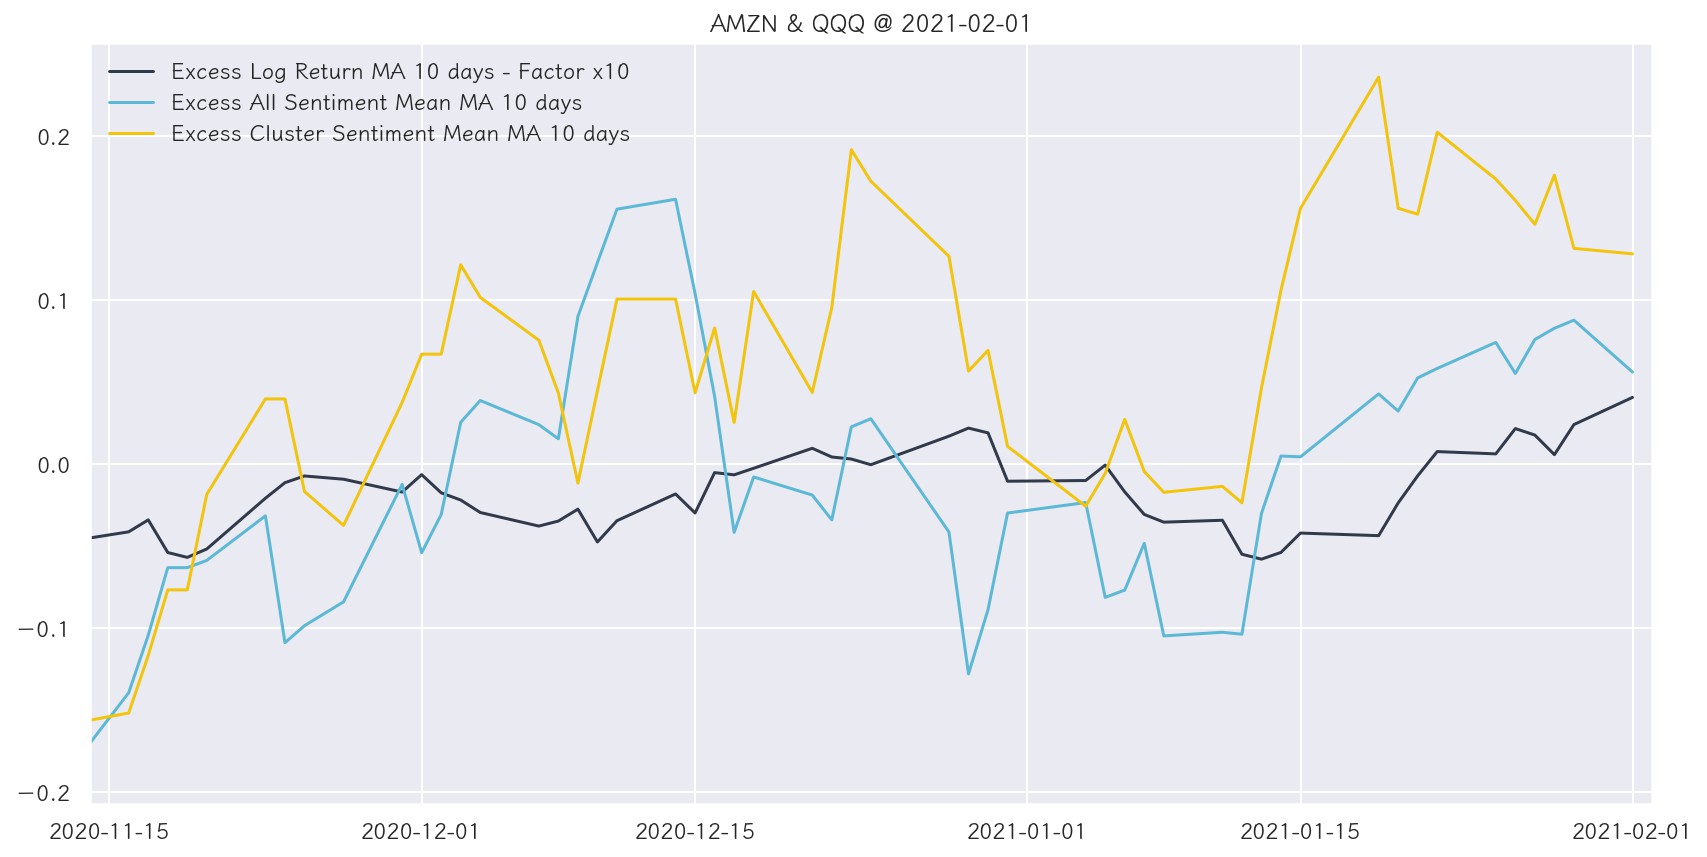 AMZN & QQQ @ 2021-02-01
Excess Log Return MA 10 days - Factor x10
Excess All Sentiment Mean MA 10 days
Excess Cluster Sentiment Mean MA 10 days
0.2
0.1
0.0
−0.1
−0.2
2020-11-15 2020-12-01 2020-12-15 2021-01-01 2021-01-15 2021-02-01